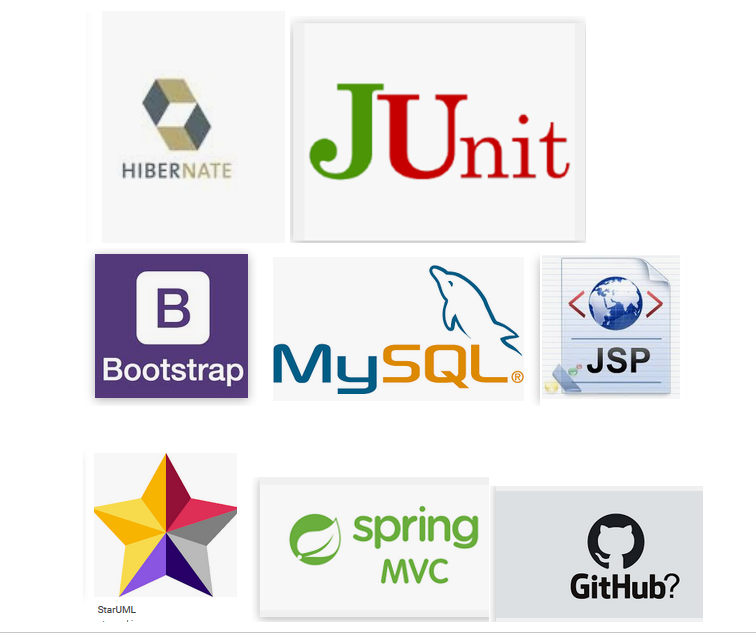 HIBERNATE
JUnit
B
Bootstrap
MySQL®
< >
JSP
StarUML
spring
MVC
GitHub?